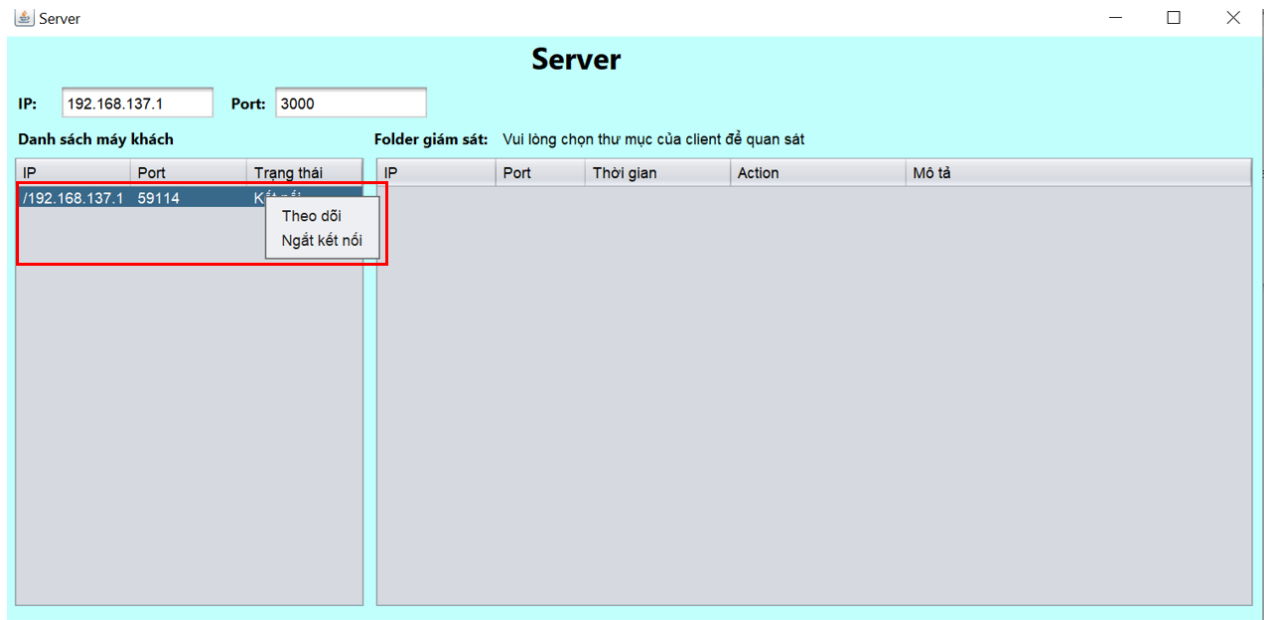 Server
Server
IP: 192.168.137.1 Port: 3000
Danh sách máy khách Folder giám sát: Vui lòng chọn thư mục của client để quan sát
IP Port Trạng thái IP Port Thời gian Action Mô tả
/192.168.137.1 59114 Kết nối
Theo dõi
Ngắt kết nối